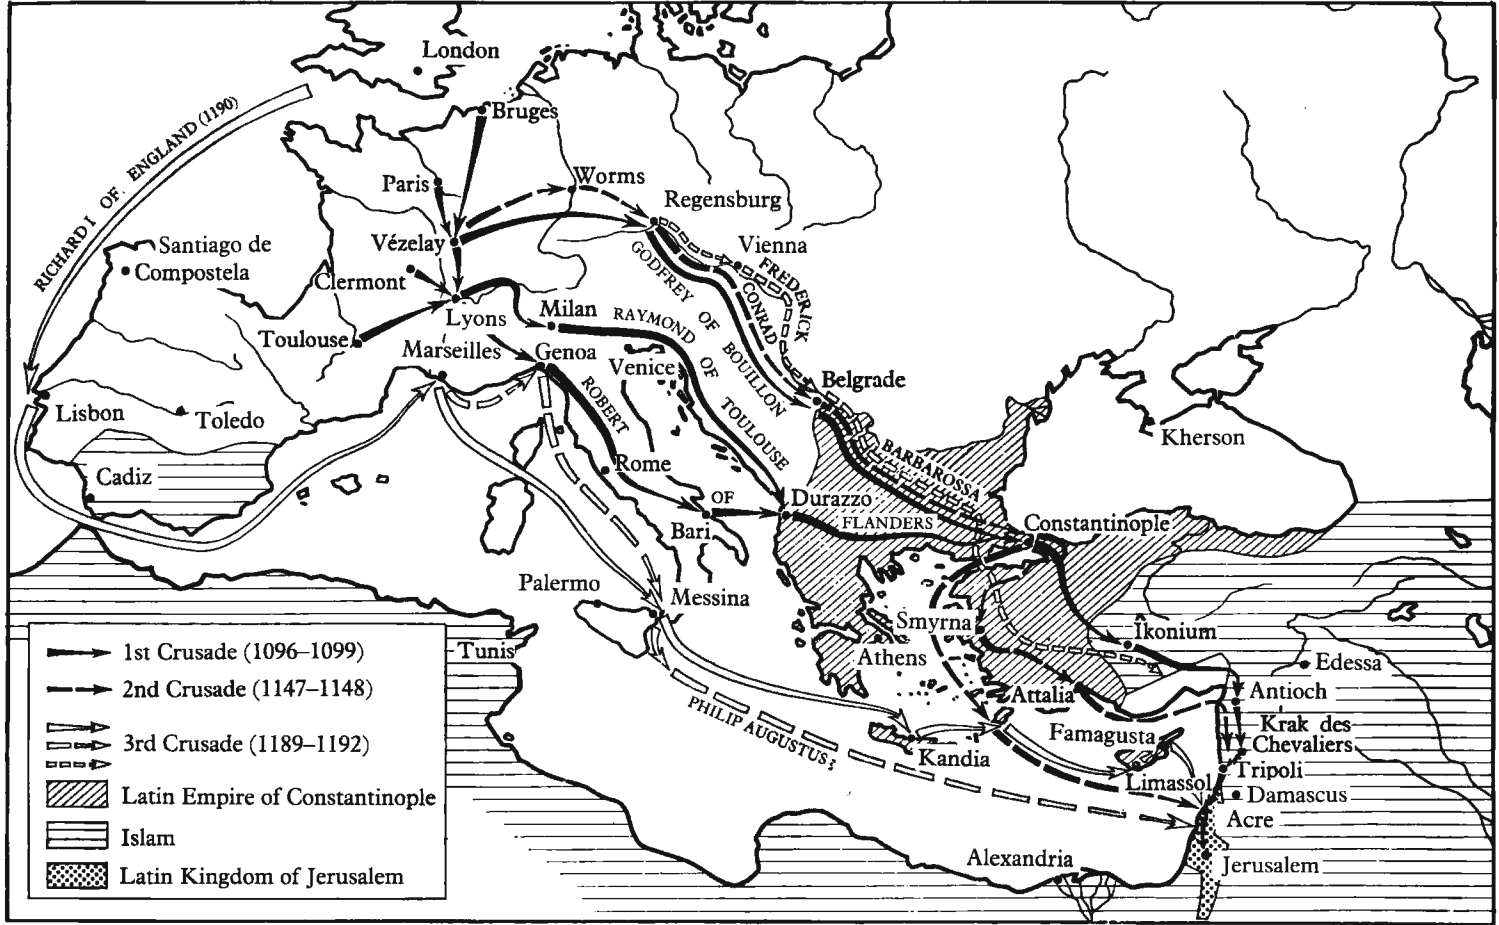 London
Bruges
RICHARD I OF. ENGLAND (1190)
Paris
Worms
Regensburg
Vézelay
Santiago de
Compostela
Vienna
Clermont
GODFREY OF BOUILLON
CONRAD
FREDERICK
BARBAROSSA
Lyons
Milan
RAYMOND OF TOULOUSE
Toulouse
Marseilles
Genoa
Venice
Belgrade
Lisbon
Toledo
ROBERT
OF
FLANDERS
Kherson
Cadiz
Rome
Durazzo
Bari
Constantinople
Palermo
Messina
Smyrna
Îkonium
Tunis
Athens
Edessa
Attalia
Antioch
PHILIP AUGUSTUS
Krak des
Chevaliers
Famagusta
Kandia
Limassol
Tripoli
Damascus
Acre
Alexandria
Jerusalem
1st Crusade (1096–1099)
2nd Crusade (1147–1148)
3rd Crusade (1189–1192)
Latin Empire of Constantinople
Islam
Latin Kingdom of Jerusalem